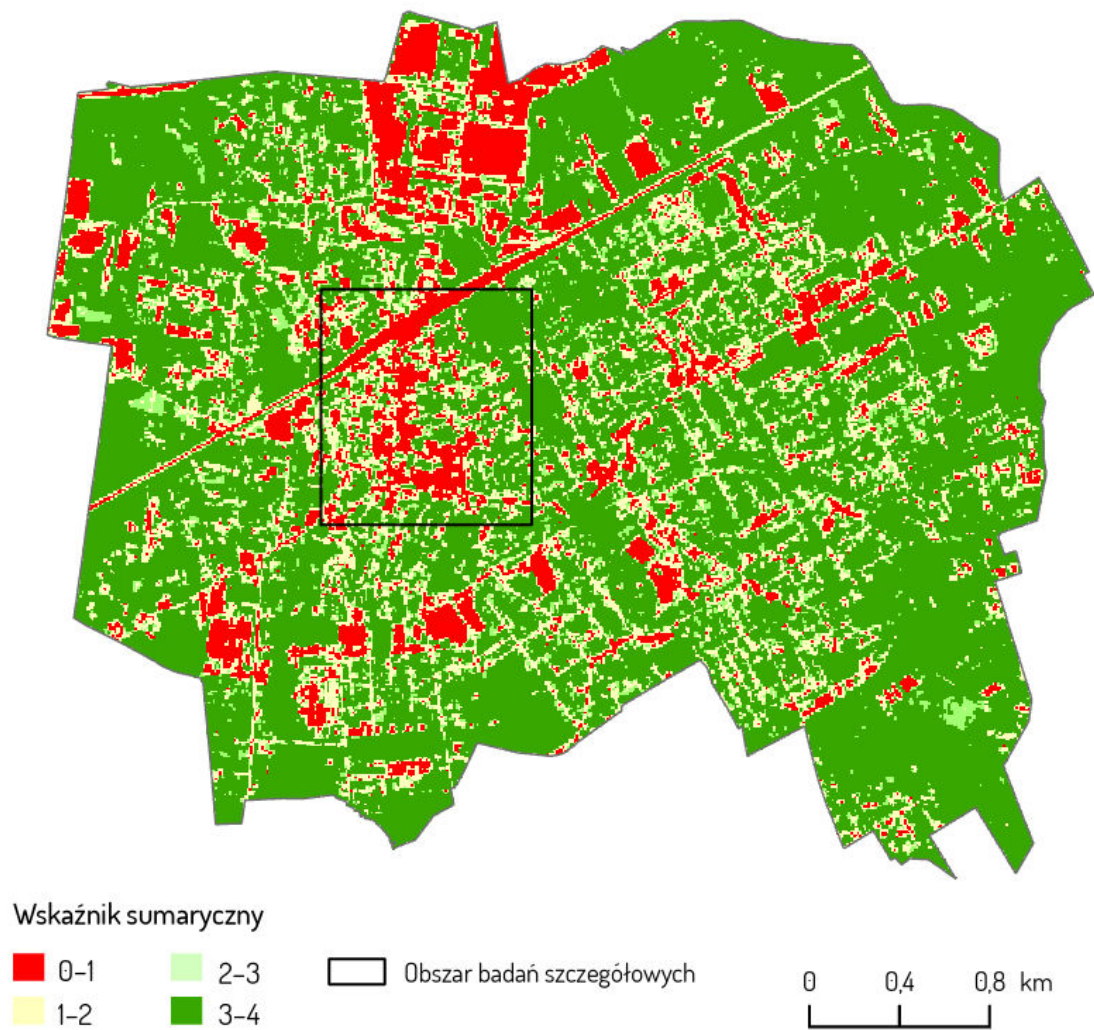 Wskaźnik sumaryczny
0–1
2–3
Obszar badań szczegółowych
1–2
3–4
0 0,4 0,8 km